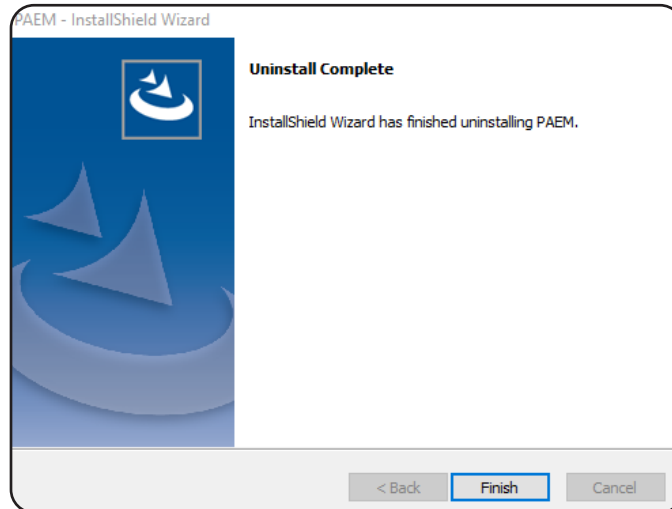 PAEM - InstallShield Wizard
Uninstall Complete
InstallShield Wizard has finished uninstalling PAEM.
< Back
Finish
Cancel